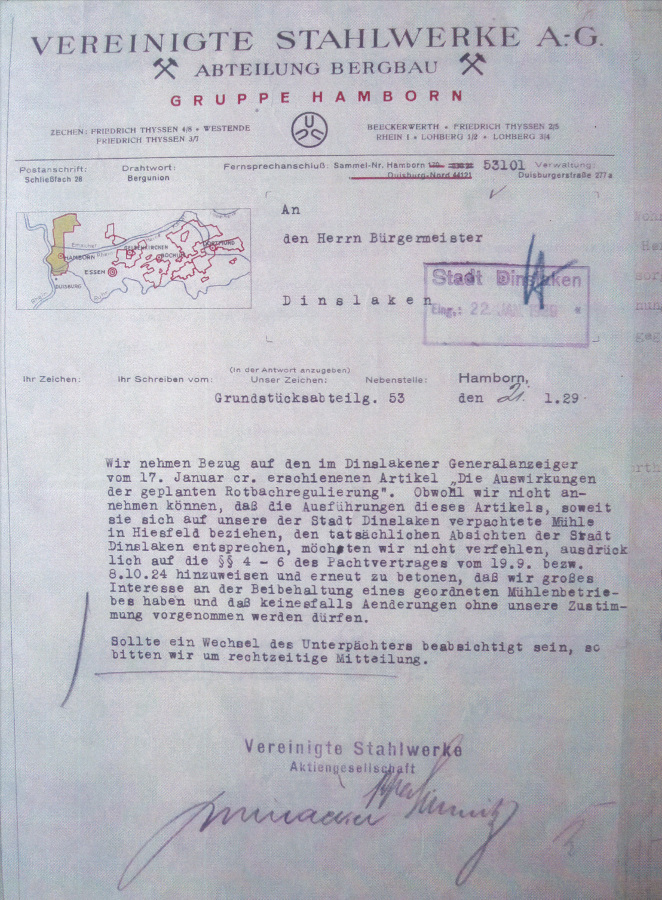 VEREINIGTE STAHLWERKE A.-G.
ABTEILUNG BERGBAU
GRUPPE HAMBORN
ZECHEN: FRIEDRICH THYSSEN 4/8 • WESTENDE
FRIEDRICH THYSSEN 3/7
BEECKERWERTH • FRIEDRICH THYSSEN 2/5
RHEIN I • LOHBERG 1/2 • LOHBERG 3/4
Postanschrift:
Schließfach 26
Drahtwort:
Bergunion
Fernsprechanschluß: Sammel-Nr. Hamborn 53101
Duisburg-Nord 44121
Verwaltung:
Duisburgerstraße 277a
HAMBORN
ESSEN
GELSENKIRCHEN
BOCHUM
DORTMUND
DUISBURG
An
den Herrn Bürgermeister
Dinslaken
Stadt Dinslaken
Eing.: 22. JAN. 1929
Ihr Zeichen:
Ihr Schreiben vom:
(in der Antwort anzugeben)
Unser Zeichen:
Nebenstelle:
Hamborn,
Grundstücksabteilg. 53
den 21. 1.29
Wir nehmen Bezug auf den im Dinslakener Generalanzeiger
vom 17. Januar cr. erschienenen Artikel „Die Auswirkungen
der geplanten Rotbachregulierung". Obwohl wir nicht an-
nehmen können, daß die Ausführungen dieses Artikels, soweit
sie sich auf unsere der Stadt Dinslaken verpachtete Mühle
in Hiesfeld beziehen, den tatsächlichen Absichten der Stadt
Dinslaken entsprechen, möchten wir nicht verfehlen, ausdrück
lich auf die §§ 4 - 6 des Pachtvertrages vom 19.9. bezw.
8.10.24 hinzuweisen und erneut zu betonen, daß wir großes
Interesse an der Beibehaltung eines geordneten Mühlenbetrie-
bes haben und daß keinesfalls Aenderungen ohne unsere Zustim-
mung vorgenommen werden dürfen.
Sollte ein Wechsel des Unterpächters beabsichtigt sein, so
bitten wir um rechtzeitige Mitteilung.
Vereinigte Stahlwerke
Aktiengesellschaft